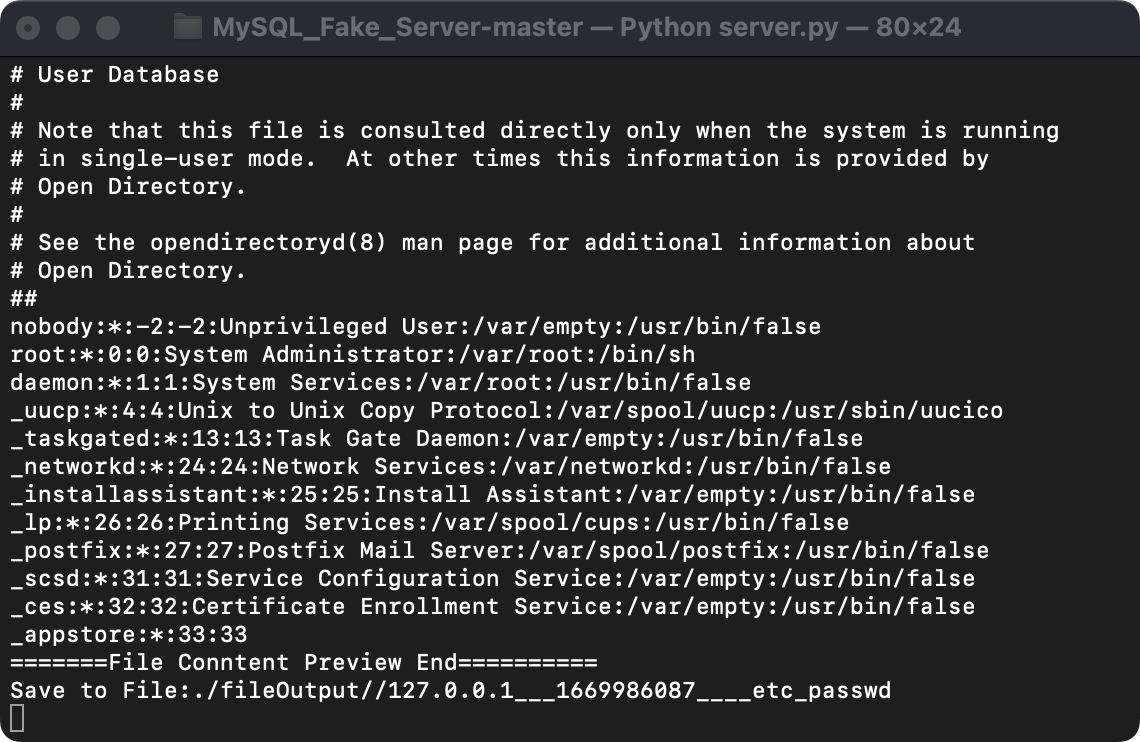 MySQL_Fake_Server-master — Python server.py — 80×24
# User Database
#
# Note that this file is consulted directly only when the system is running
# in single-user mode.  At other times this information is provided by
# Open Directory.
#
# See the opendirectoryd(8) man page for additional information about
# Open Directory.
##
nobody:*:-2:-2:Unprivileged User:/var/empty:/usr/bin/false
root:*:0:0:System Administrator:/var/root:/bin/sh
daemon:*:1:1:System Services:/var/root:/usr/bin/false
_uucp:*:4:4:Unix to Unix Copy Protocol:/var/spool/uucp:/usr/sbin/uucico
_taskgated:*:13:13:Task Gate Daemon:/var/empty:/usr/bin/false
_networkd:*:24:24:Network Services:/var/networkd:/usr/bin/false
_installassistant:*:25:25:Install Assistant:/var/empty:/usr/bin/false
_lp:*:26:26:Printing Services:/var/spool/cups:/usr/bin/false
_postfix:*:27:27:Postfix Mail Server:/var/spool/postfix:/usr/bin/false
_scsd:*:31:31:Service Configuration Service:/var/empty:/usr/bin/false
_ces:*:32:32:Certificate Enrollment Service:/var/empty:/usr/bin/false
_appstore:*:33:33
=======File Conntent Preview End==========
Save to File:./fileOutput//127.0.0.1___1669986087____etc_passwd